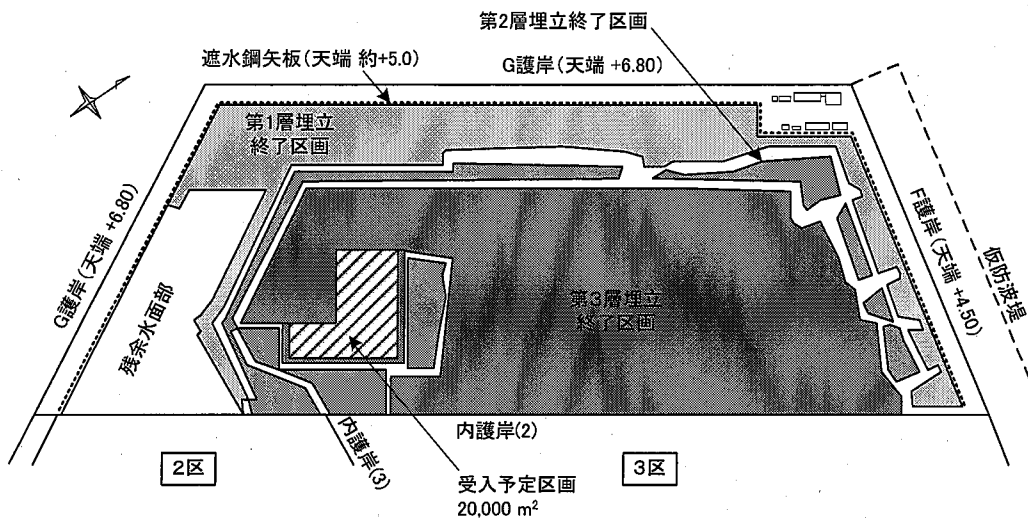 第2層埋立終了区画
遮水鋼矢板(天端 約+5.0)
G護岸(天端 +6.80)
第1層埋立
終了区画
G護岸(天端 +6.80)
F護岸(天端 +4.50)
仮防波堤
残余水面部
第3層埋立
終了区画
内護岸(3)
内護岸(2)
2区
3区
受入予定区画
20,000 m²